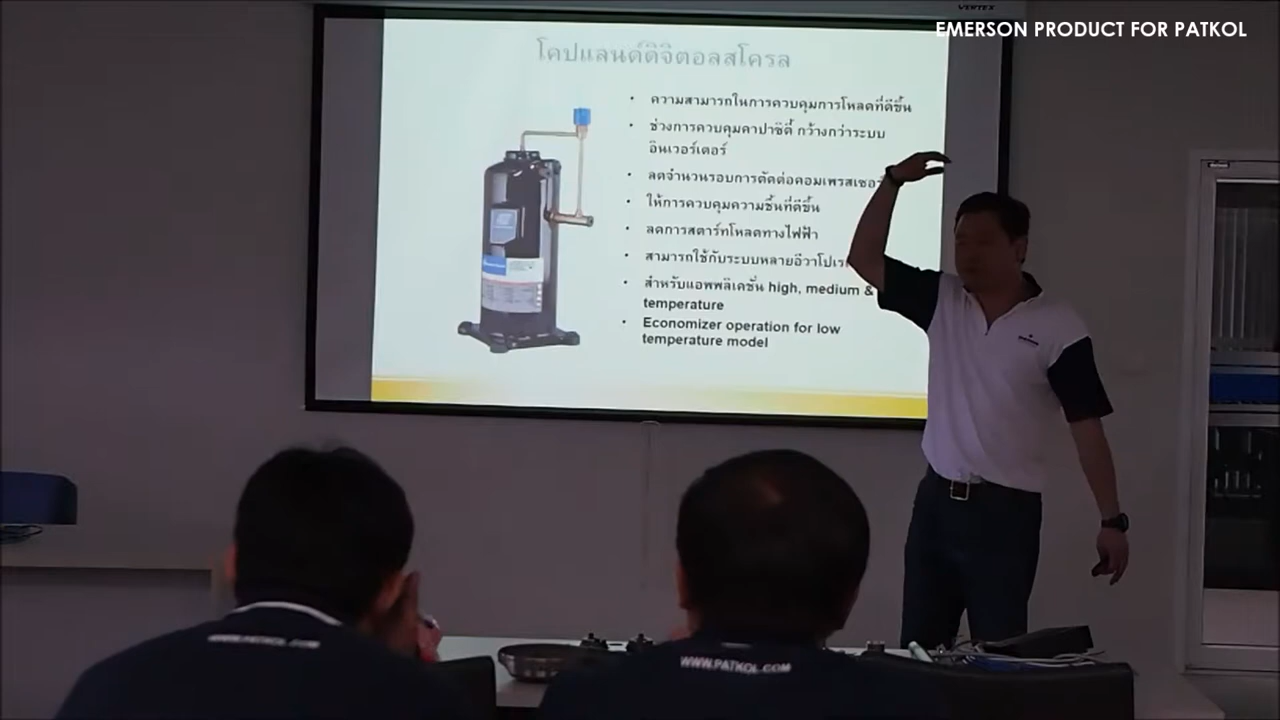 VERTEX
EMERSON PRODUCT FOR PATKOL
โคปแลนด์ดิจิตอลสโครล
• ความสามารถในการควบคุมการโหลดที่ดีขึ้น
• ช่วงการควบคุมคาปาซิตี้ กว้างกว่าระบบ
อินเวอร์เตอร์
• ลดจำนวนรอบการตัดต่อคอมเพรสเซอร์
• ให้การควบคุมความชื้นที่ดีขึ้น
• ลดการสตาร์ทโหลดทางไฟฟ้า
• สามารถใช้กับระบบหลายอีวาโปเร
• สำหรับแอพพลิเคชั่น high, medium &
temperature
• Economizer operation for low
temperature model
WWW.PATKOL.COM
WWW.PATKOL.COM